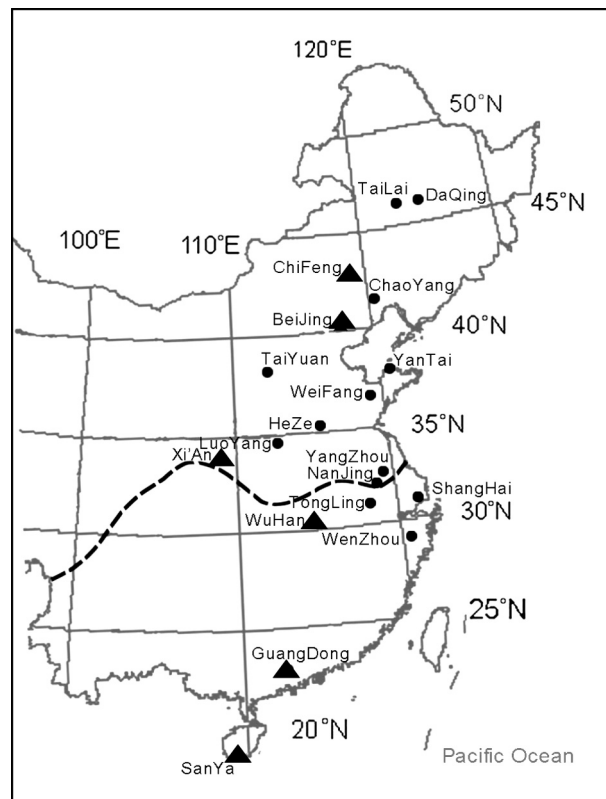 120°E
50°N
TaiLai
DaQing
45°N
100°E
110°E
ChiFeng
ChaoYang
BeiJing
40°N
TaiYuan
YanTai
WeiFang
HeZe
35°N
LuoYang
Xi'An
YangZhou
NanJing
TongLing
ShangHai
30°N
WuHan
WenZhou
25°N
GuangDong
20°N
SanYa
Pacific Ocean